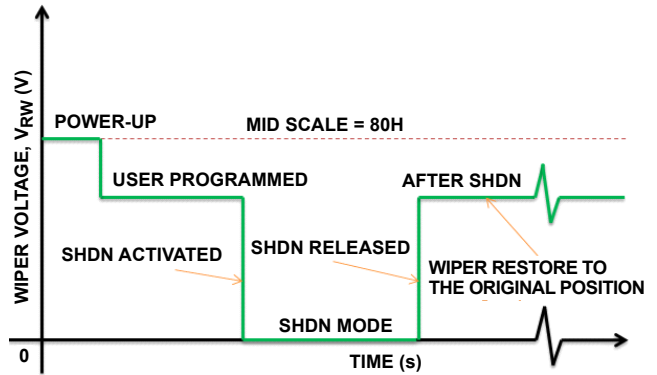 WIPER VOLTAGE, VRW (V)
POWER-UP
MID SCALE = 80H
USER PROGRAMMED
AFTER SHDN
SHDN ACTIVATED
SHDN RELEASED
WIPER RESTORE TO
THE ORIGINAL POSITION
SHDN MODE
0
TIME (s)